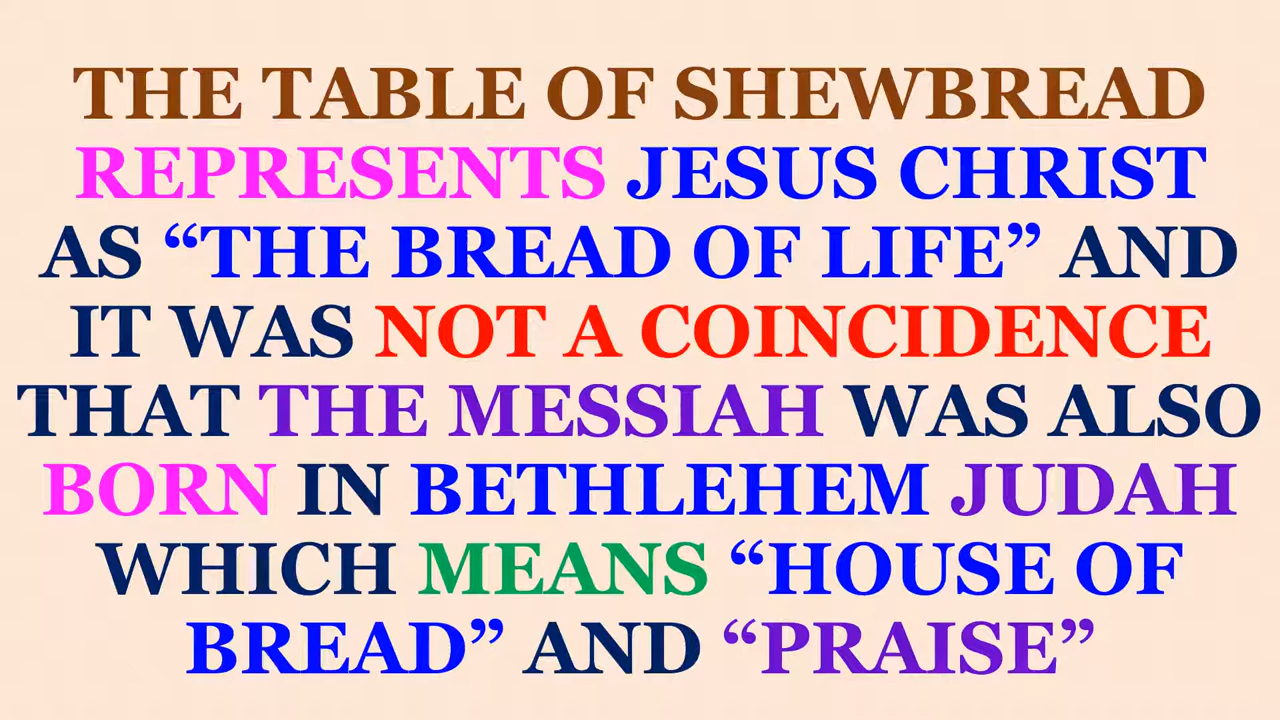 THE TABLE OF SHEWBREAD
REPRESENTS JESUS CHRIST
AS “THE BREAD OF LIFE” AND
IT WAS NOT A COINCIDENCE
THAT THE MESSIAH WAS ALSO
BORN IN BETHLEHEM JUDAH
WHICH MEANS “HOUSE OF
BREAD” AND “PRAISE”